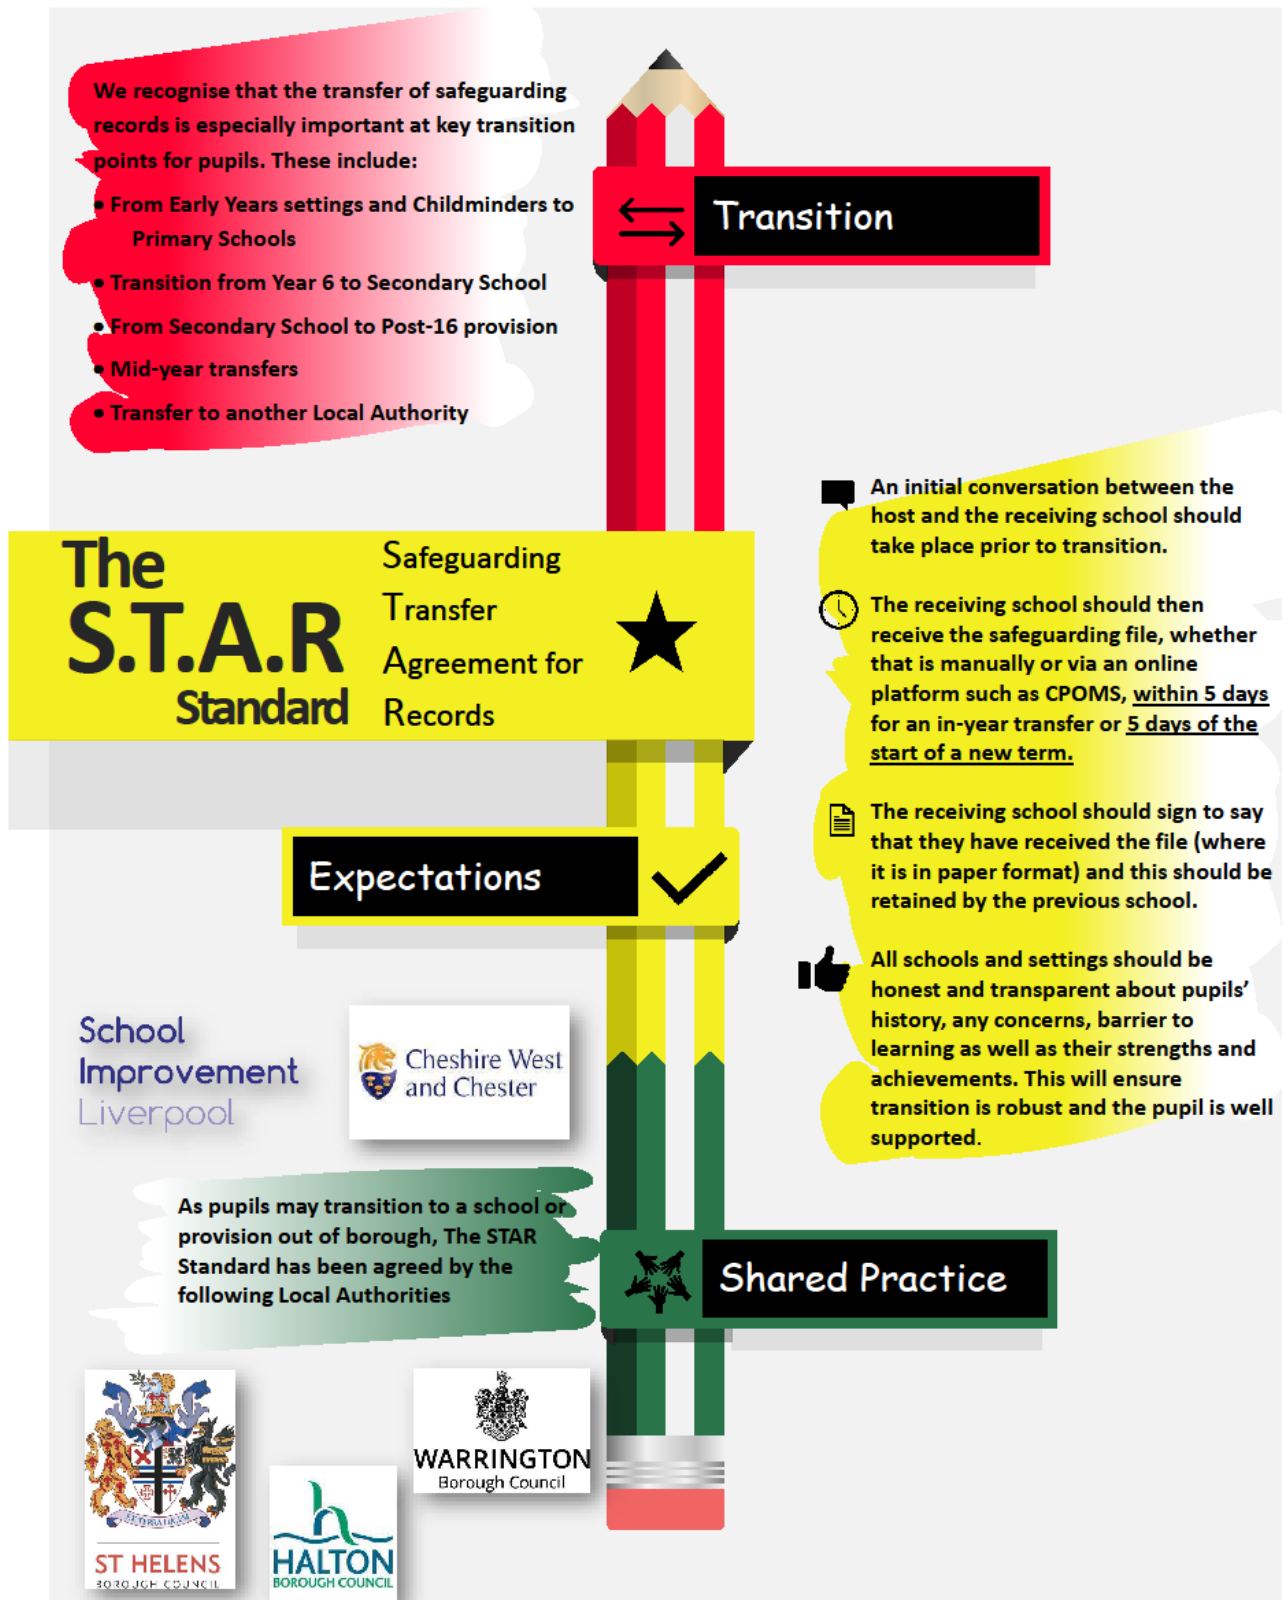 We recognise that the transfer of safeguarding
records is especially important at key transition
points for pupils. These include:
• From Early Years settings and Childminders to
Primary Schools
• Transition from Year 6 to Secondary School
• From Secondary School to Post-16 provision
• Mid-year transfers
• Transfer to another Local Authority
Transition
The
S.T.A.R
Standard
Safeguarding
Transfer
Agreement for
Records
An initial conversation between the
host and the receiving school should
take place prior to transition.
The receiving school should then
receive the safeguarding file, whether
that is manually or via an online
platform such as CPOMS, within 5 days
for an in-year transfer or 5 days of the
start of a new term.
The receiving school should sign to say
that they have received the file (where
it is in paper format) and this should be
retained by the previous school.
All schools and settings should be
honest and transparent about pupils’
history, any concerns, barrier to
learning as well as their strengths and
achievements. This will ensure
transition is robust and the pupil is well
supported.
Expectations
School
Improvement
Liverpool
Cheshire West
and Chester
As pupils may transition to a school or
provision out of borough, The STAR
Standard has been agreed by the
following Local Authorities
Shared Practice
ST HELENS
BOROUGH COUNCIL
HALTON
BOROUGH COUNCIL
WARRINGTON
Borough Council